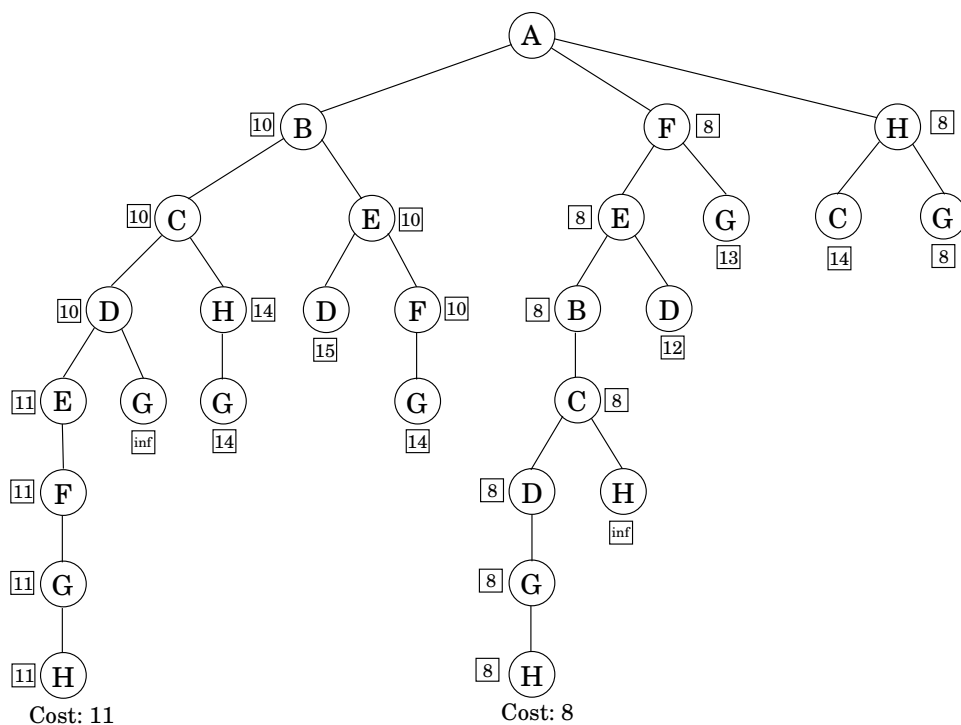 A
10 B F 8 H 8
10 C E 10 8 E G C G
13 14 8
10 D H 14 D F 10 8 B D
15 12
11 E G G G C 8
inf 14 14
11 F 8 D H
inf
11 G 8 G
11 H 8 H
Cost: 11 Cost: 8